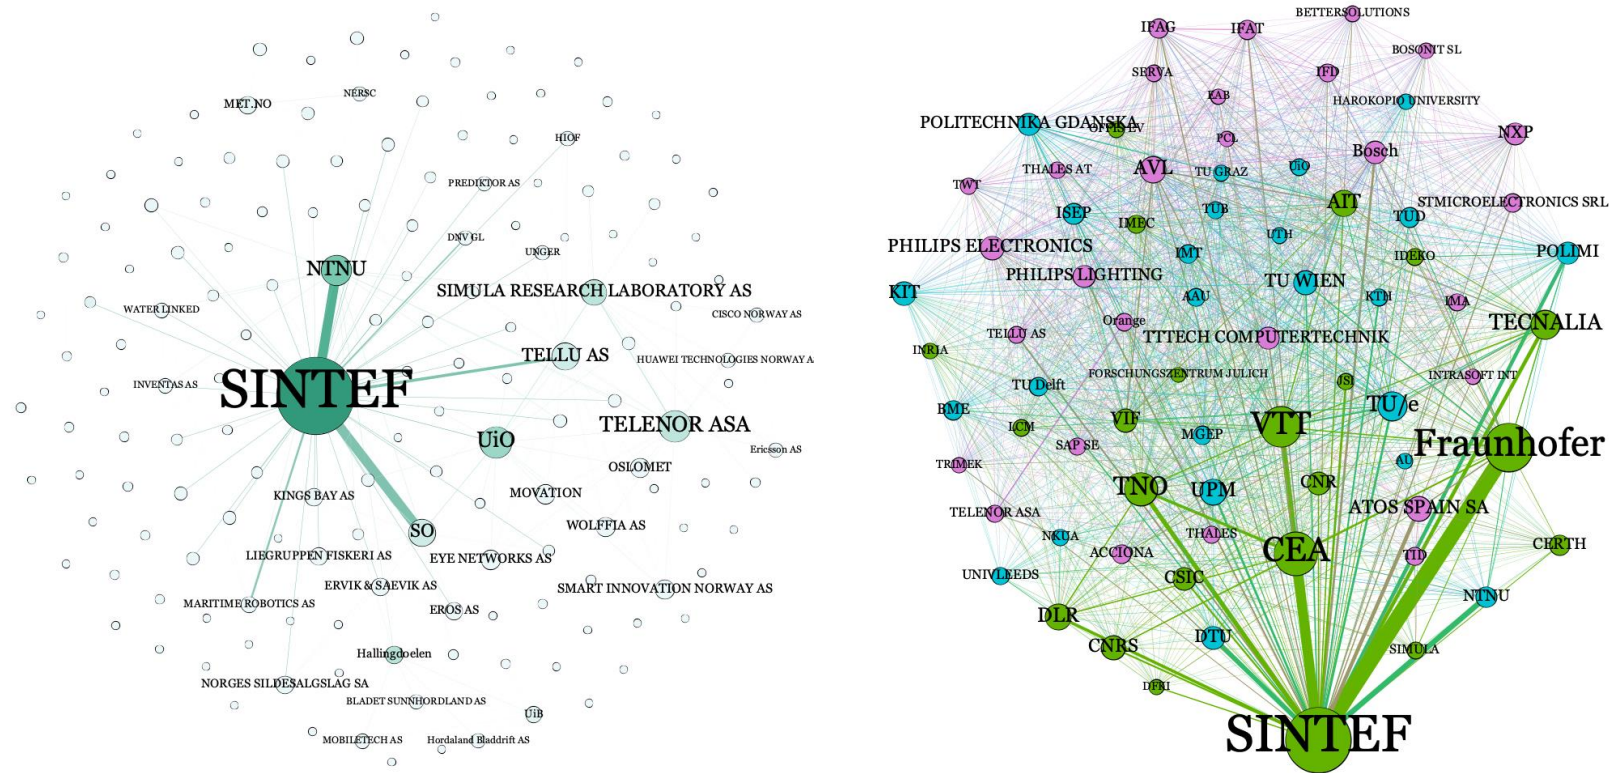 MET.NO
NERSC
HIOF
PREDIKTOR AS
DNV GL
UNGER
NTNU
SIMULA RESEARCH LABORATORY AS
WATER LINKED
CISCO NORWAY AS
TELLU AS
HUAWEI TECHNOLOGIES NORWAY A
INVENTAS AS
SINTEF
TELENOR ASA
UiO
Ericsson AS
OSLOMET
KINGS BAY AS
MOVATION
SO
WOLFFIA AS
LIEGRUPPEN FISKERI AS
EYE NETWORKS AS
ERVIK & SAEVIK AS
SMART INNOVATION NORWAY AS
MARITIME ROBOTICS AS
EROS AS
Hallingdoelen
NORGES SILDESALGSLAG SA
BLADET SUNNHORDLAND AS
UiB
MOBILETECH AS
Hordaland Bladdrift AS
BETTERSOLUTIONS
IFAG
IFAT
BOSONIT SL
SERVA
IFD
EAB
HAROKOPIO UNIVERSITY
POLITECHNIKA GDANSKA
OFFIS EV
PCL
NXP
Bosch
THALES AT
AVL
TU GRAZ
UiO
TWT
AIT
STMICROELECTRONICS SRL
ISEP
TUB
TUD
IMEC
UTH
PHILIPS ELECTRONICS
IMT
IDEKO
POLIMI
PHILIPS LIGHTING
TU WIEN
KIT
AAU
KTH
IMA
Orange
TECNALIA
TELLU AS
TTTECH COMPUTERTECHNIK
INRIA
FORSCHUNGSZENTRUM JULICH
JSI
INTRASOFT INT
TU Delft
BME
TU/e
VIF
VTT
LCM
MGEP
Fraunhofer
SAP SE
AU
TRIMEK
CNR
TNO
UPM
ATOS SPAIN SA
TELENOR ASA
THALES
NKUA
CEA
ACCIONA
TID
CERTH
UNIVLEEDS
CSIC
NTNU
DLR
DTU
CNRS
SIMULA
DFKI
SINTEF